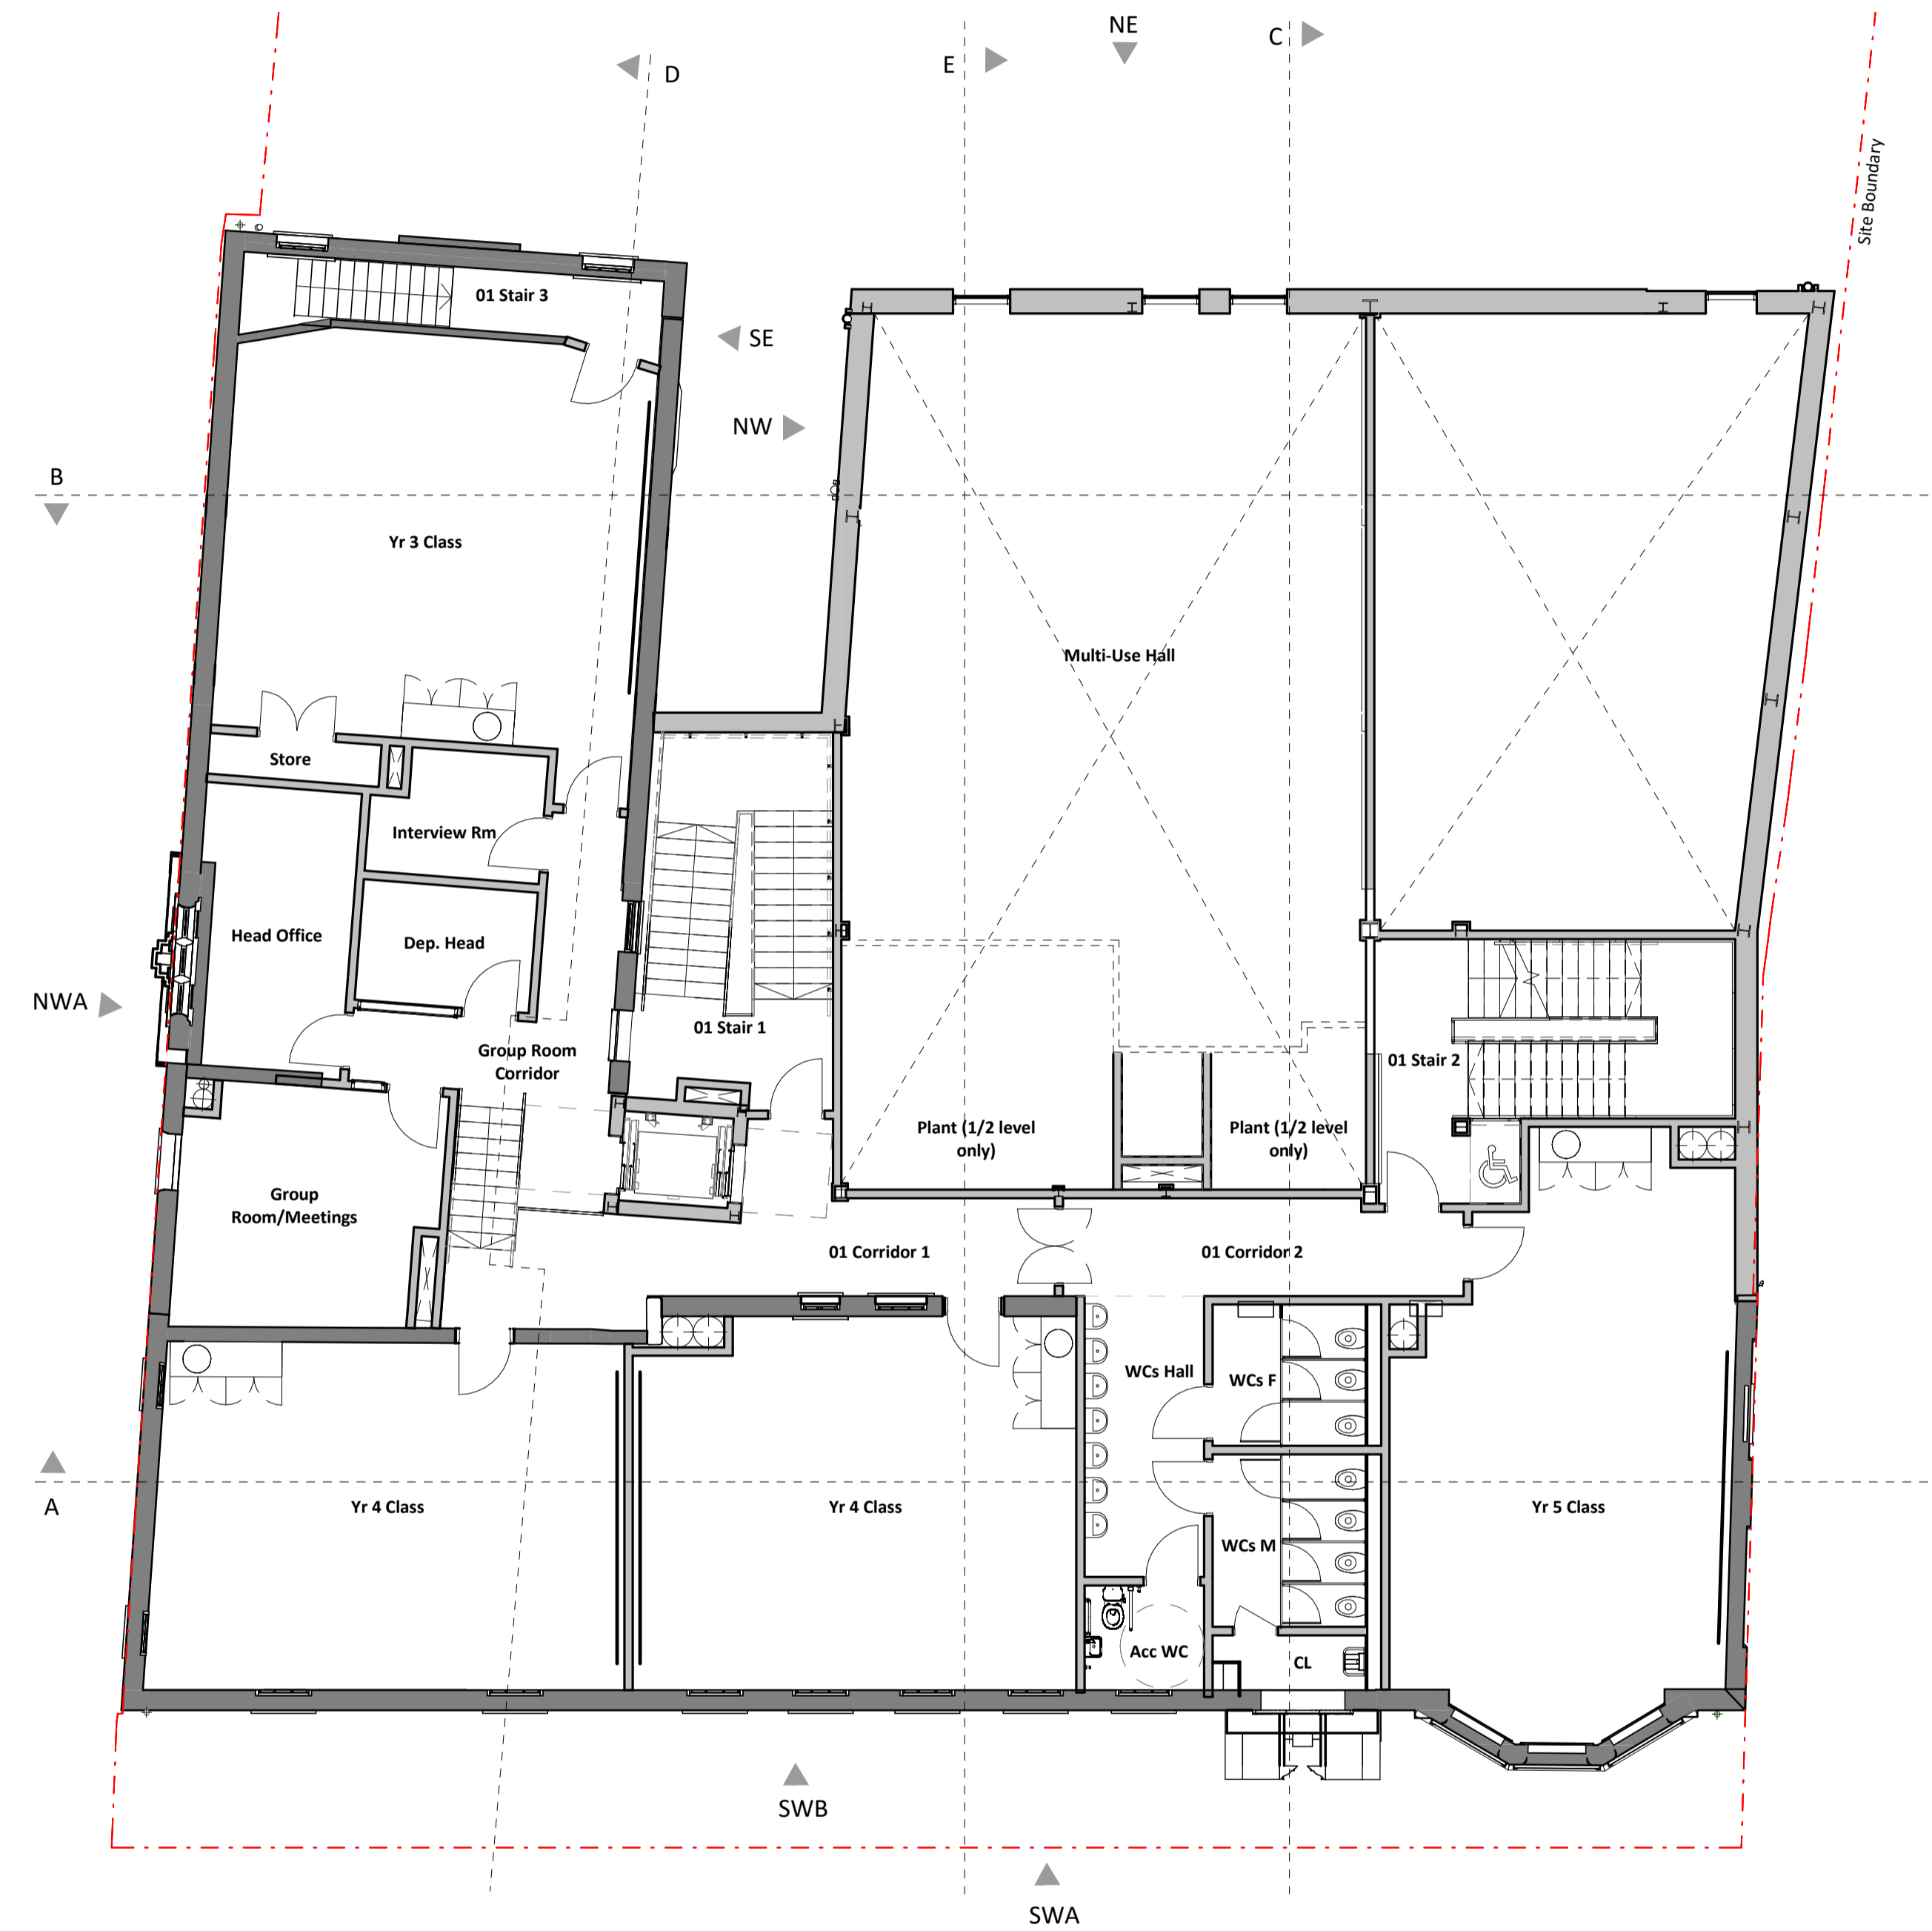 NE
C
E
D
Site Boundary
01 Stair 3
SE
NW
B
Yr 3 Class
Multi-Use Hall
Store
Interview Rm
Head Office
Dep. Head
NWA
01 Stair 1
Group Room
Corridor
01 Stair 2
Plant (1/2 level
only)
Plant (1/2 level
only)
Group
Room/Meetings
01 Corridor 1
01 Corridor 2
WCs Hall
WCs F
A
Yr 4 Class
Yr 4 Class
Yr 5 Class
WCs M
Acc WC
CL
SWB
SWA